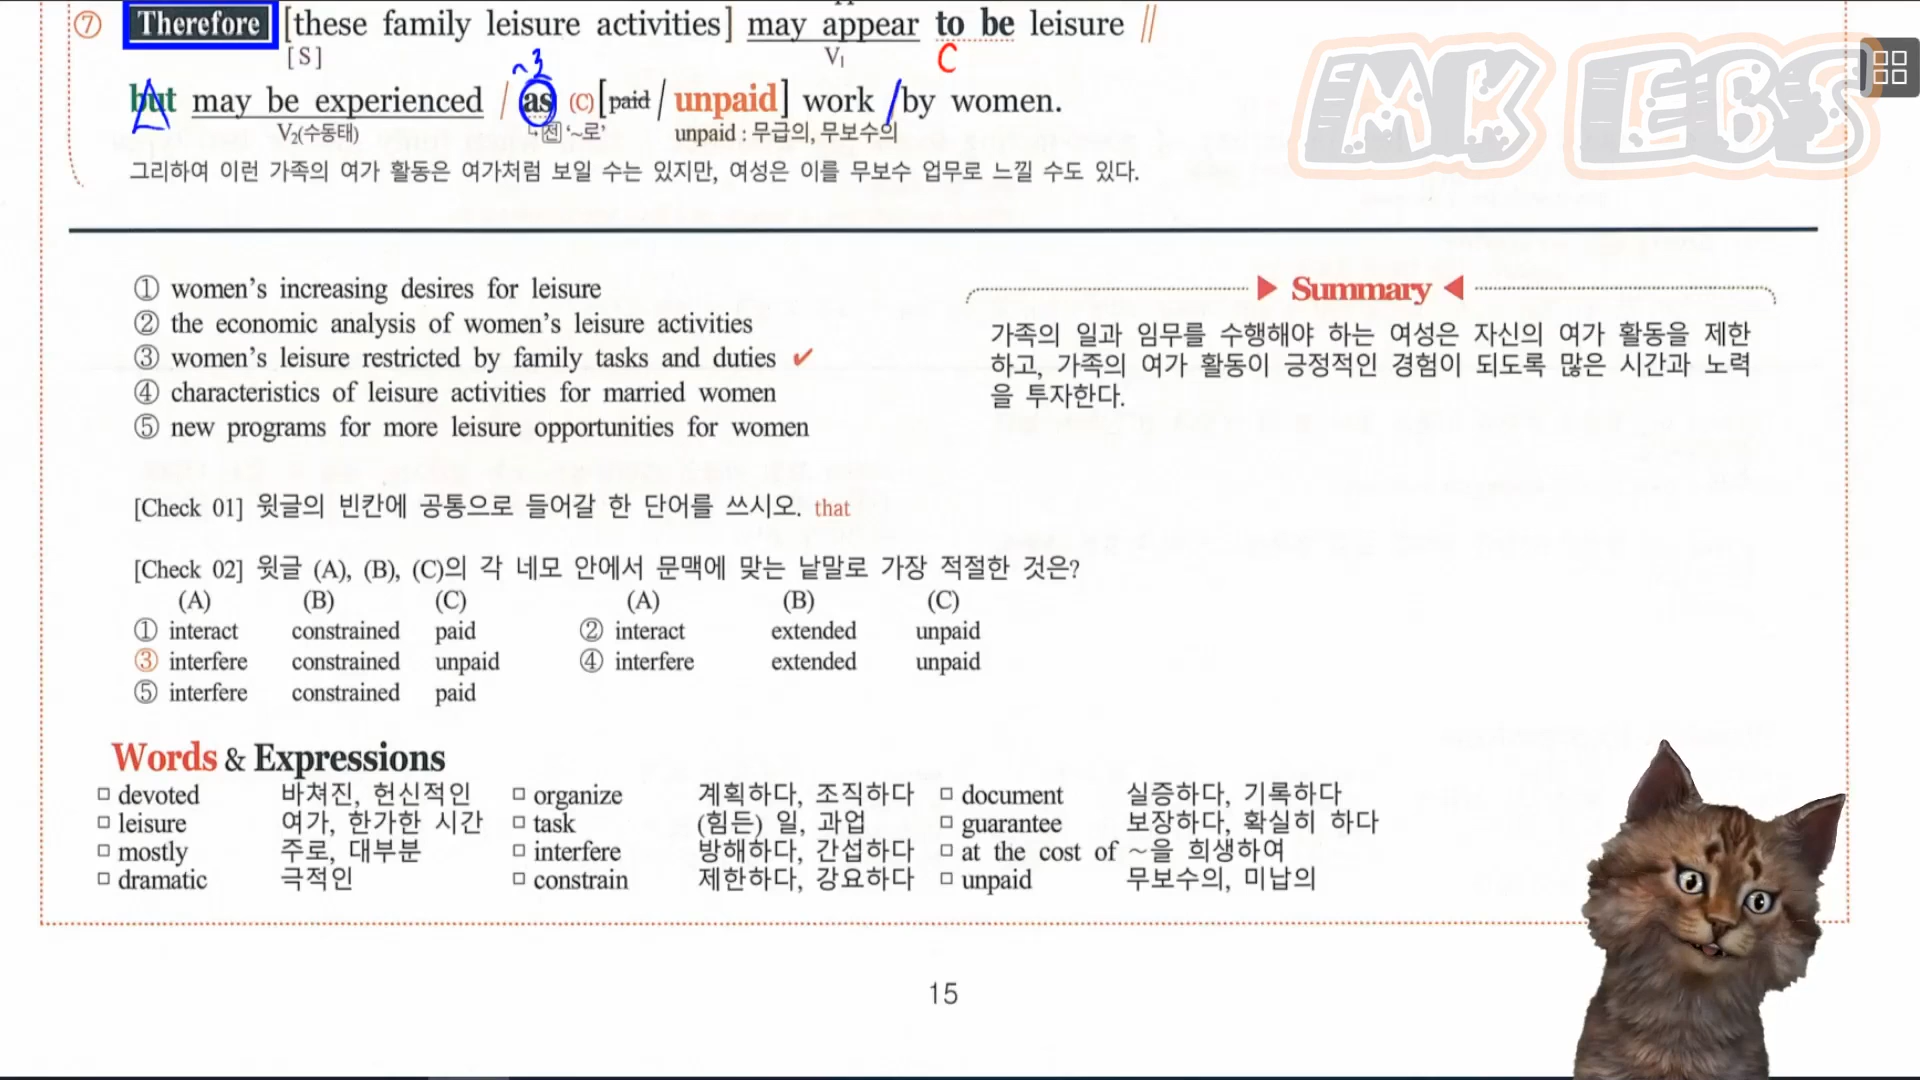 ⑦ Therefore [these family leisure activities] may appear to be leisure //
[S] V₁ C
~로
but may be experienced / as (C) [paid / unpaid] work / by women.
V₂(수동태) ↳전 '~로' unpaid : 무급의, 무보수의
그리하여 이런 가족의 여가 활동은 여가처럼 보일 수는 있지만, 여성은 이를 무보수 업무로 느낄 수도 있다.
MK EBS
① women's increasing desires for leisure
② the economic analysis of women's leisure activities
③ women's leisure restricted by family tasks and duties ✔
④ characteristics of leisure activities for married women
⑤ new programs for more leisure opportunities for women
▶ Summary ◀
가족의 일과 임무를 수행해야 하는 여성은 자신의 여가 활동을 제한
하고, 가족의 여가 활동이 긍정적인 경험이 되도록 많은 시간과 노력
을 투자한다.
[Check 01] 윗글의 빈칸에 공통으로 들어갈 한 단어를 쓰시오. that
[Check 02] 윗글 (A), (B), (C)의 각 네모 안에서 문맥에 맞는 낱말로 가장 적절한 것은?
(A) (B) (C) (A) (B) (C)
① interact constrained paid ② interact extended unpaid
③ interfere constrained unpaid ④ interfere extended unpaid
⑤ interfere constrained paid
Words & Expressions
□ devoted 바쳐진, 헌신적인 □ organize 계획하다, 조직하다 □ document 실증하다, 기록하다
□ leisure 여가, 한가한 시간 □ task (힘든) 일, 과업 □ guarantee 보장하다, 확실히 하다
□ mostly 주로, 대부분 □ interfere 방해하다, 간섭하다 □ at the cost of ~을 희생하여
□ dramatic 극적인 □ constrain 제한하다, 강요하다 □ unpaid 무보수의, 미납의
15